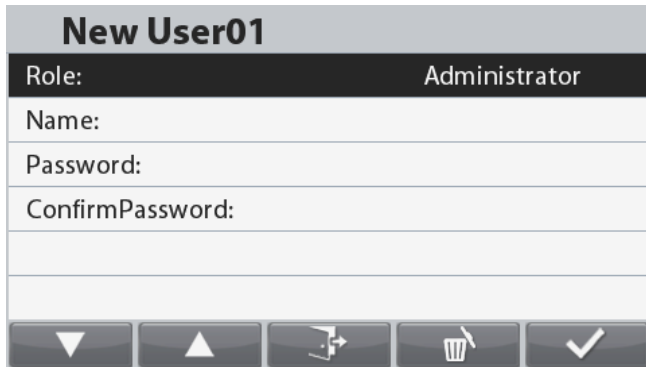 New User01
Role: Administrator
Name:
Password:
ConfirmPassword: